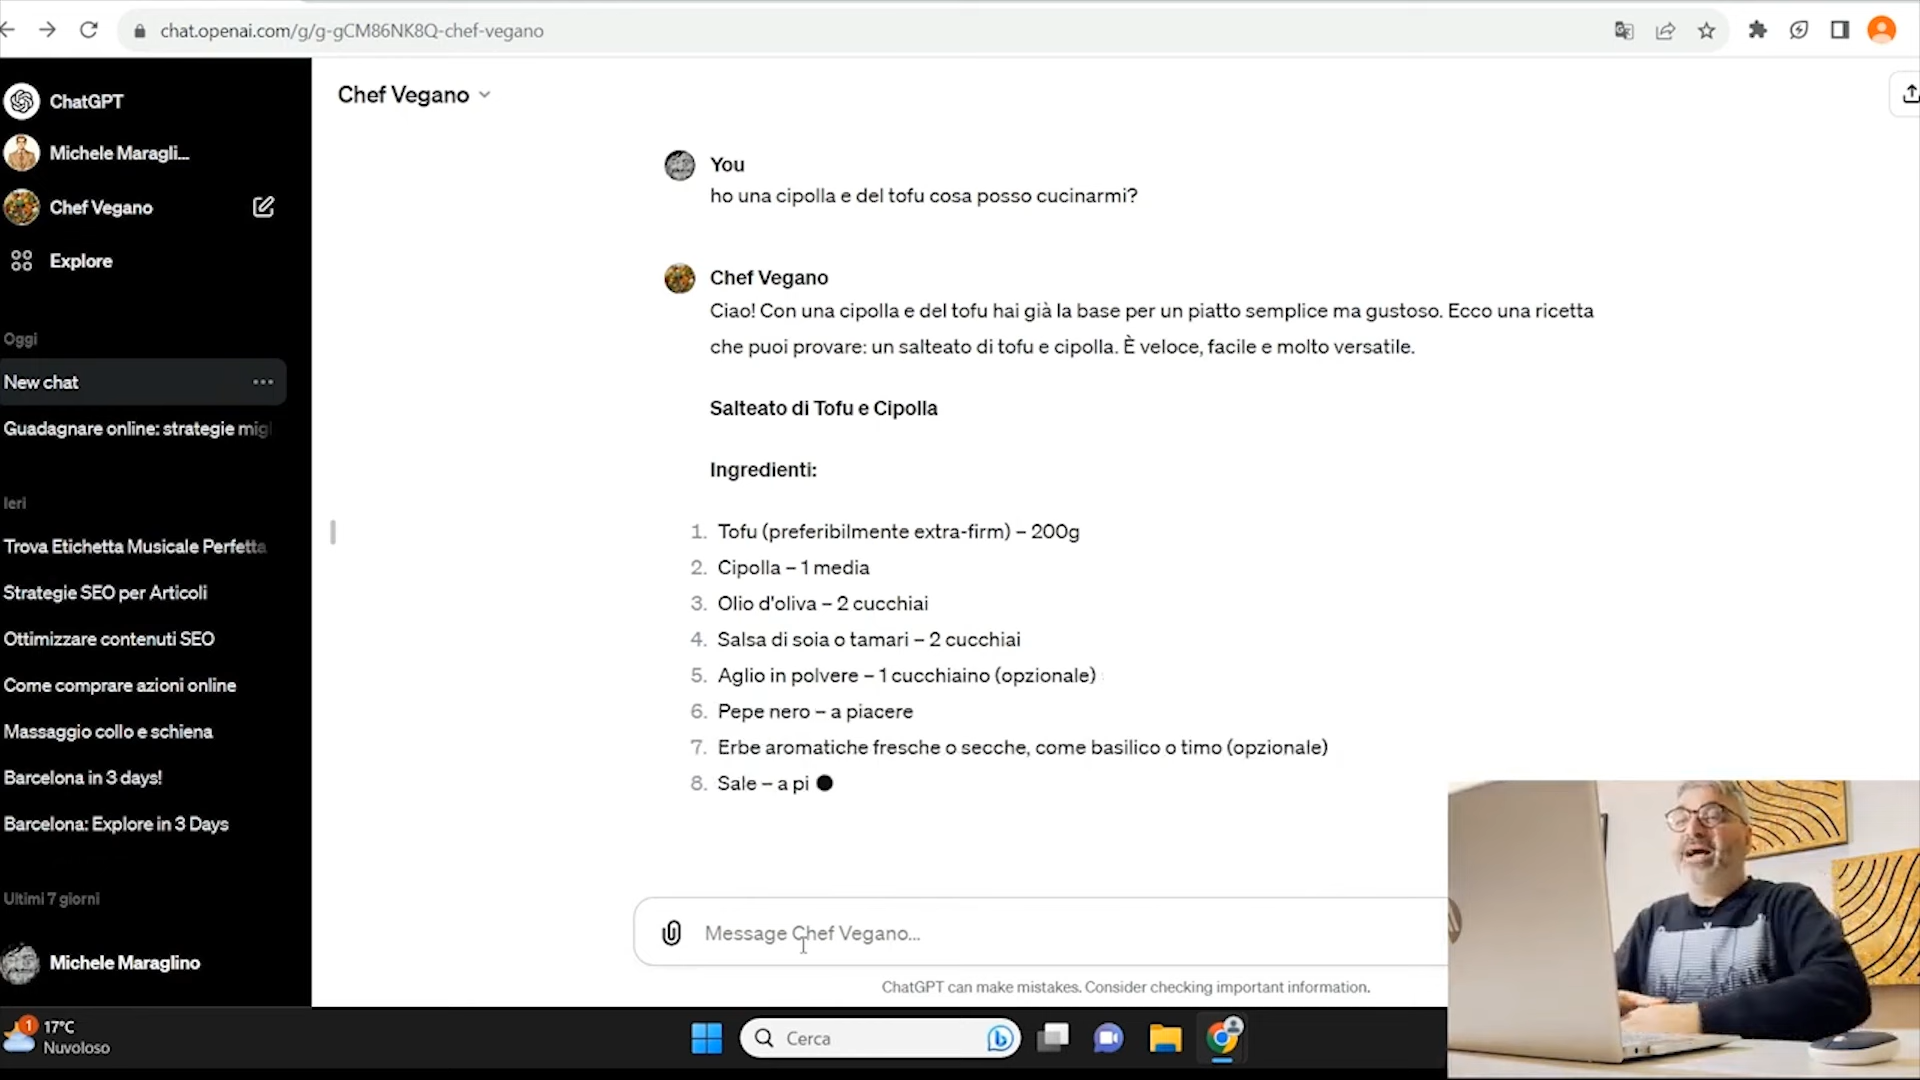 chat.openai.com/g/g-gCM86NK8Q-chef-vegano
ChatGPT
Michele Maragli...
Chef Vegano
Explore
Oggi
New chat
Guadagnare online: strategie migl
Ieri
Trova Etichetta Musicale Perfetta
Strategie SEO per Articoli
Ottimizzare contenuti SEO
Come comprare azioni online
Massaggio collo e schiena
Barcelona in 3 days!
Barcelona: Explore in 3 Days
Ultimi 7 giorni
Michele Maraglino
Chef Vegano
You
ho una cipolla e del tofu cosa posso cucinarmi?
Chef Vegano
Ciao! Con una cipolla e del tofu hai già la base per un piatto semplice ma gustoso. Ecco una ricetta
che puoi provare: un salteato di tofu e cipolla. È veloce, facile e molto versatile.
Salteato di Tofu e Cipolla
Ingredienti:
1. Tofu (preferibilmente extra-firm) – 200g
2. Cipolla – 1 media
3. Olio d'oliva – 2 cucchiai
4. Salsa di soia o tamari – 2 cucchiai
5. Aglio in polvere – 1 cucchiaino (opzionale)
6. Pepe nero – a piacere
7. Erbe aromatiche fresche o secche, come basilico o timo (opzionale)
8. Sale – a pi
Message Chef Vegano...
ChatGPT can make mistakes. Consider checking important information.
1
17°C
Nuvoloso
Cerca